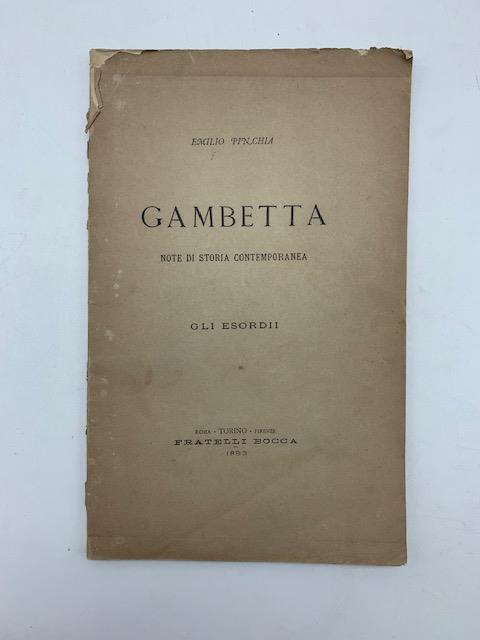 EMILIO PINCHIA
GAMBETTA
NOTE DI STORIA CONTEMPORANEA
GLI ESORDII
ROMA - TORINO - FIRENZE
FRATELLI BOCCA
1883